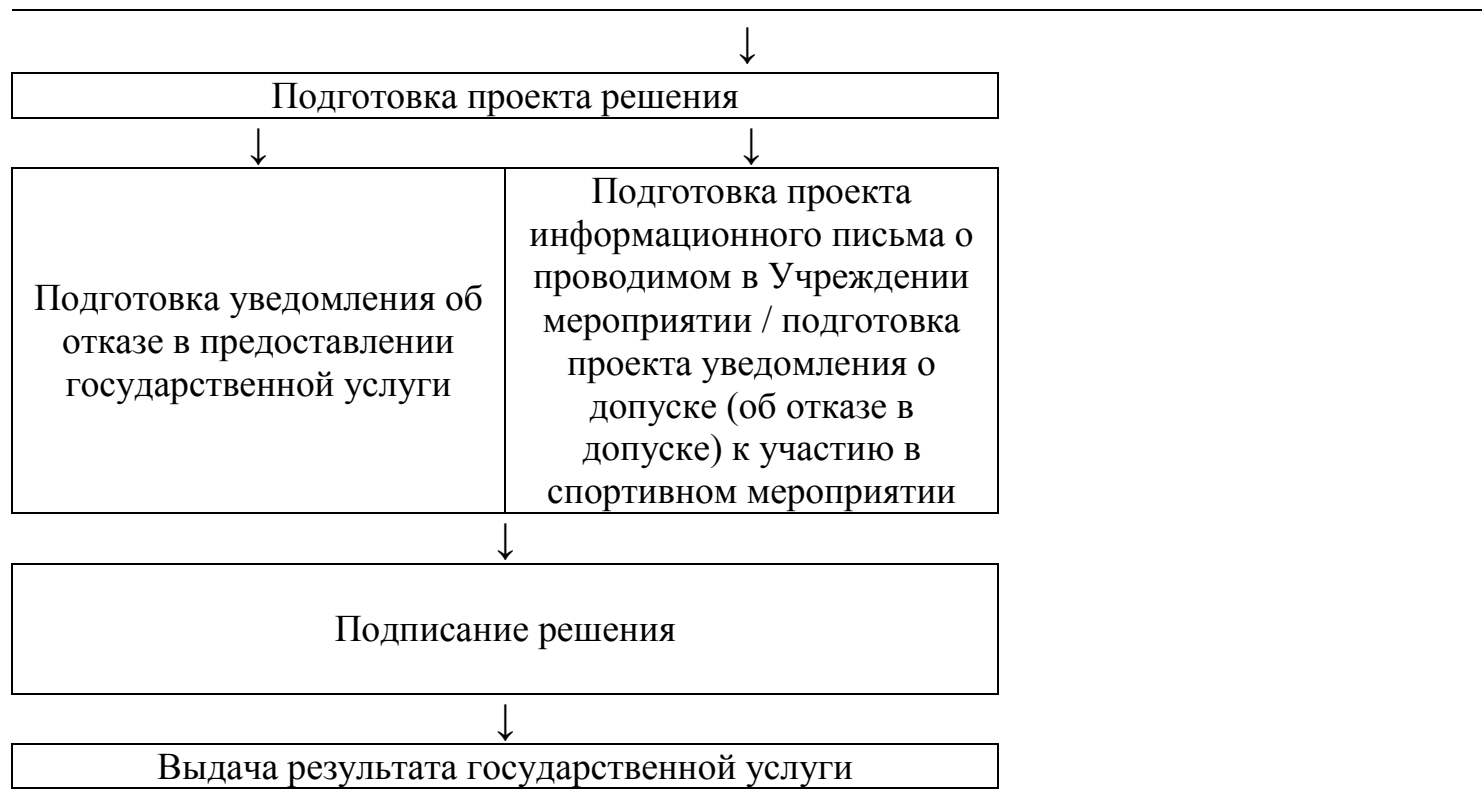 ↓
Подготовка проекта решения
↓ ↓
Подготовка уведомления об
отказе в предоставлении
государственной услуги
Подготовка проекта
информационного письма о
проводимом в Учреждении
мероприятии / подготовка
проекта уведомления о
допуске (об отказе в
допуске) к участию в
спортивном мероприятии
↓
Подписание решения
↓
Выдача результата государственной услуги